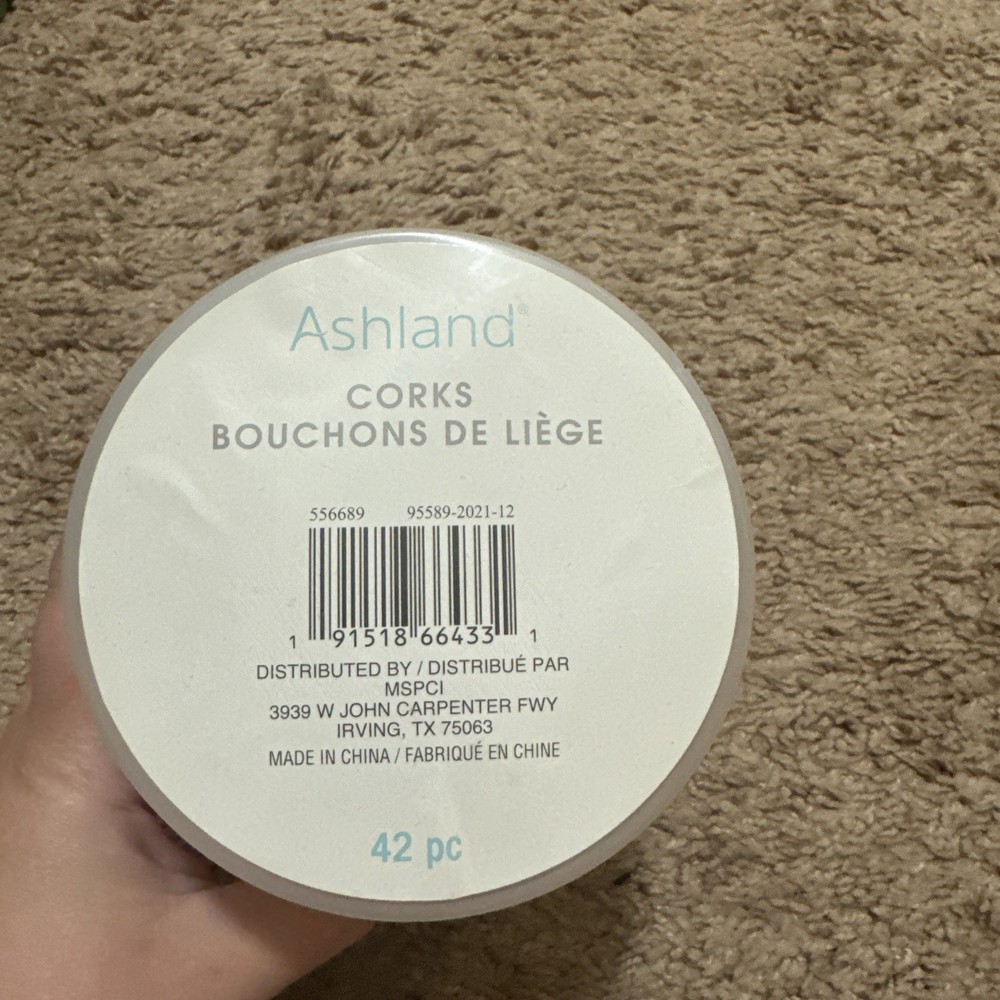 Ashland®
CORKS
BOUCHONS DE LIÈGE
556689 95589-2021-12
1 91518 66433 1
DISTRIBUTED BY / DISTRIBUÉ PAR
MSPCI
3939 W JOHN CARPENTER FWY
IRVING, TX 75063
MADE IN CHINA / FABRIQUÉ EN CHINE
42 pc